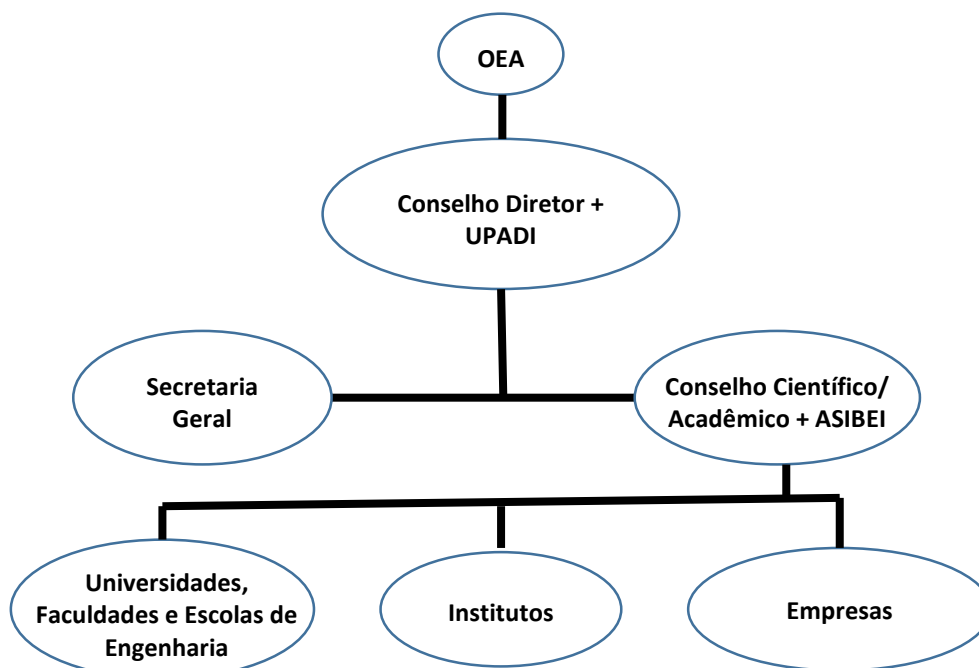 OEA
Conselho Diretor +
UPADI
Secretaria
Geral
Conselho Científico/
Acadêmico + ASIBEI
Universidades,
Faculdades e Escolas de
Engenharia
Institutos
Empresas